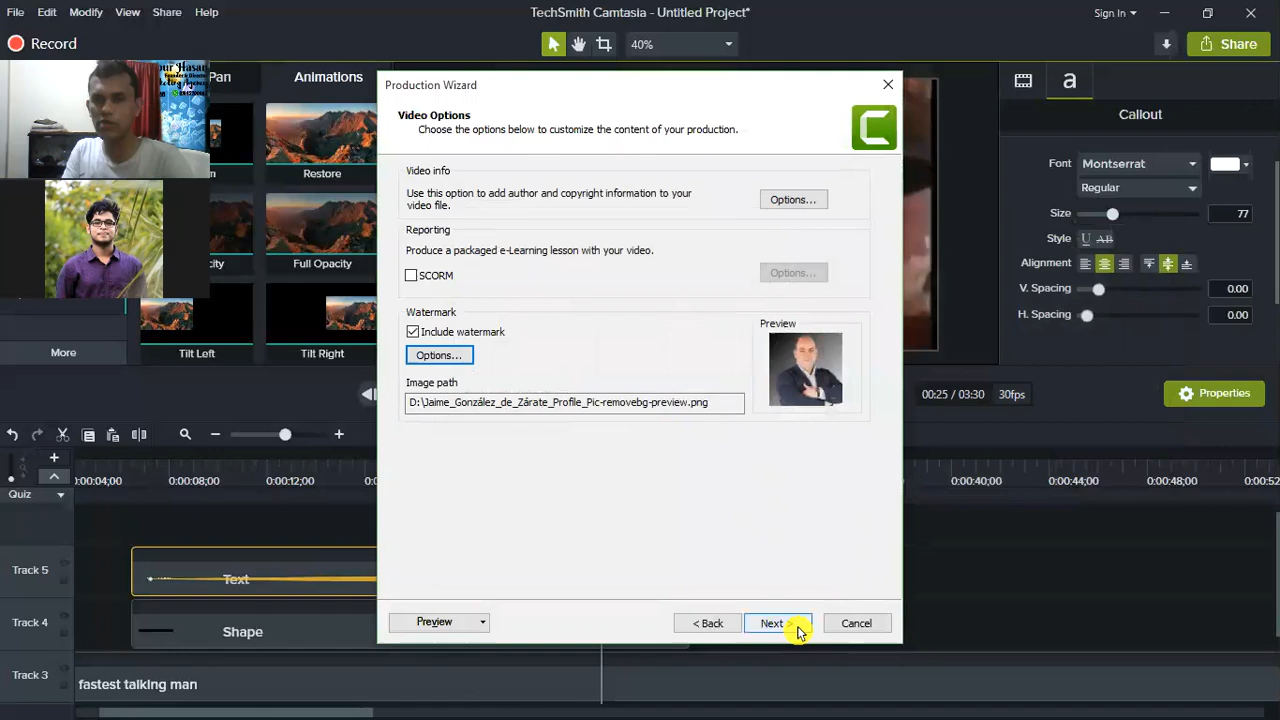 File Edit Modify View Share Help
TechSmith Camtasia - Untitled Project*
Sign In
Record
40%
Share
Pan
Animations
Restore
Full Opacity
Tilt Left
Tilt Right
More
Production Wizard
Video Options
Choose the options below to customize the content of your production.
Video info
Use this option to add author and copyright information to your
video file.
Options...
Reporting
Produce a packaged e-Learning lesson with your video.
SCORM
Options...
Watermark
Include watermark
Options...
Preview
Image path
D:\Jaime_González_de_Zárate_Profile_Pic-removebg-preview.png
Preview
< Back
Next >
Cancel
a
Callout
Font
Montserrat
Regular
Size
77
Style
U AB
Alignment
V. Spacing
0.00
H. Spacing
0.00
00:25 / 03:30
30fps
Properties
0:00:04;00
0:00:08;00
0:00:12;00
0:00:40;00
0:00:44;00
0:00:48;00
0:00:52
Quiz
Track 5
Text
Track 4
Shape
Track 3
fastest talking man